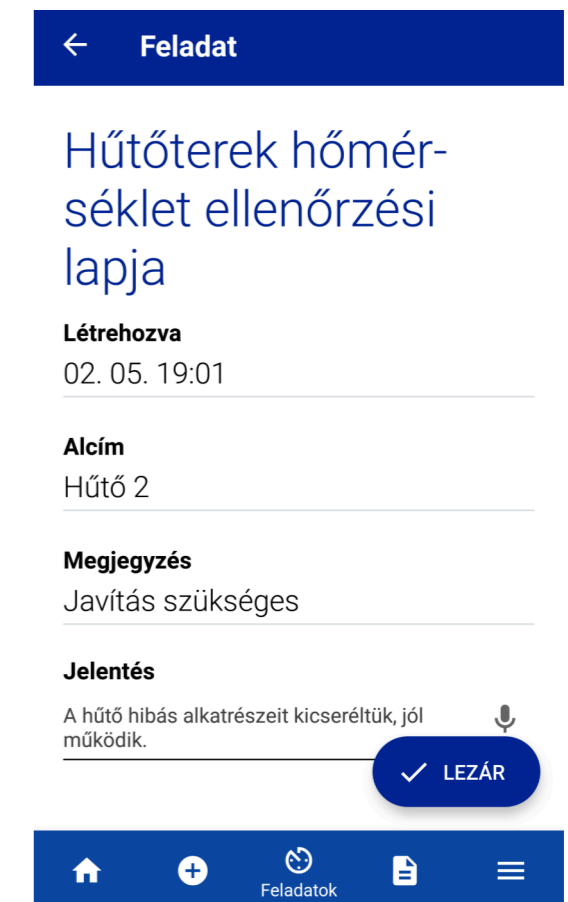 Feladat
Hűtőterek hőmér-
séklet ellenőrzési
lapja
Létrehozva
02. 05. 19:01
Alcím
Hűtő 2
Megjegyzés
Javítás szükséges
Jelentés
A hűtő hibás alkatrészeit kicseréltük, jól
működik.
LEZÁR
Feladatok